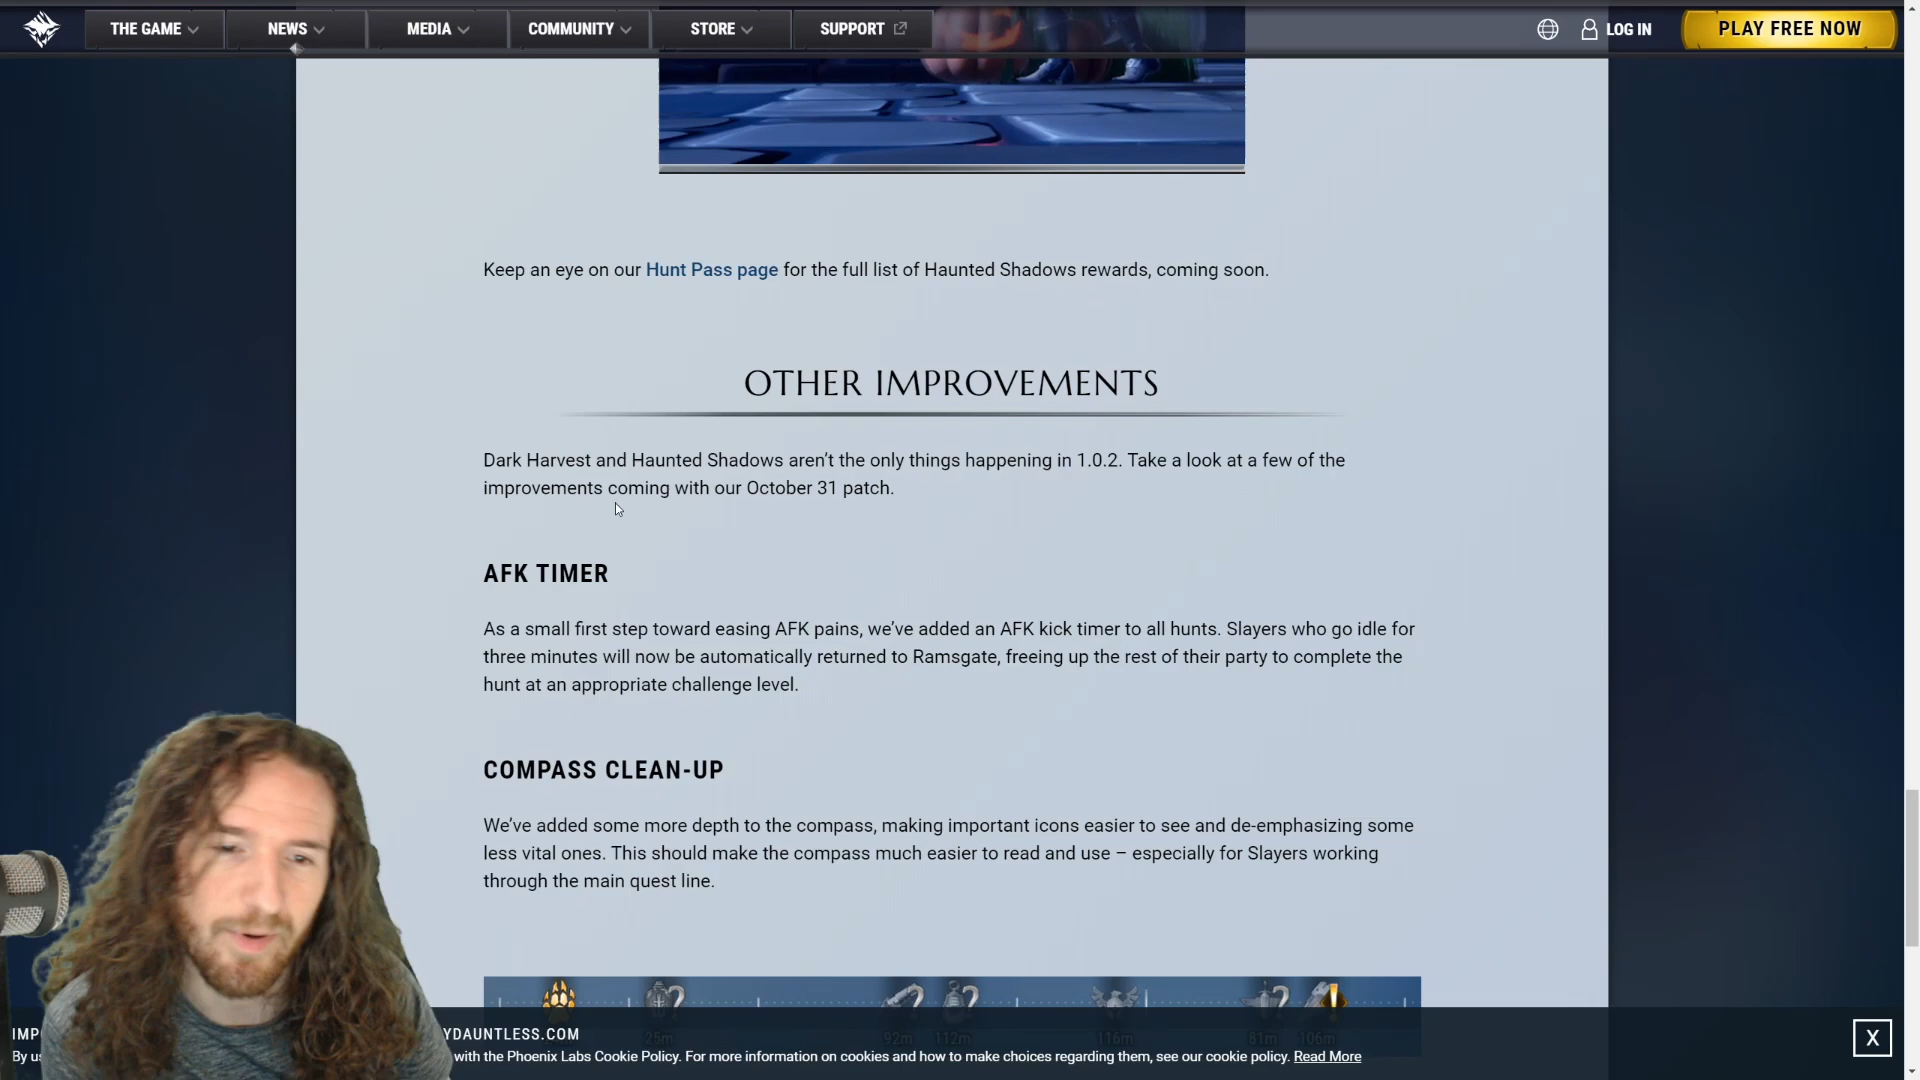 THE GAME
NEWS
MEDIA
COMMUNITY
STORE
SUPPORT
LOG IN
PLAY FREE NOW
Keep an eye on our Hunt Pass page for the full list of Haunted Shadows rewards, coming soon.
OTHER IMPROVEMENTS
Dark Harvest and Haunted Shadows aren't the only things happening in 1.0.2. Take a look at a few of the
improvements coming with our October 31 patch.
AFK TIMER
As a small first step toward easing AFK pains, we've added an AFK kick timer to all hunts. Slayers who go idle for
three minutes will now be automatically returned to Ramsgate, freeing up the rest of their party to complete the
hunt at an appropriate challenge level.
COMPASS CLEAN-UP
We've added some more depth to the compass, making important icons easier to see and de-emphasizing some
less vital ones. This should make the compass much easier to read and use – especially for Slayers working
through the main quest line.
25m 92m 112m 116m 81m 106m
IMP YDAUNTLESS.COM
By us with the Phoenix Labs Cookie Policy. For more information on cookies and how to make choices regarding them, see our cookie policy. Read More
X